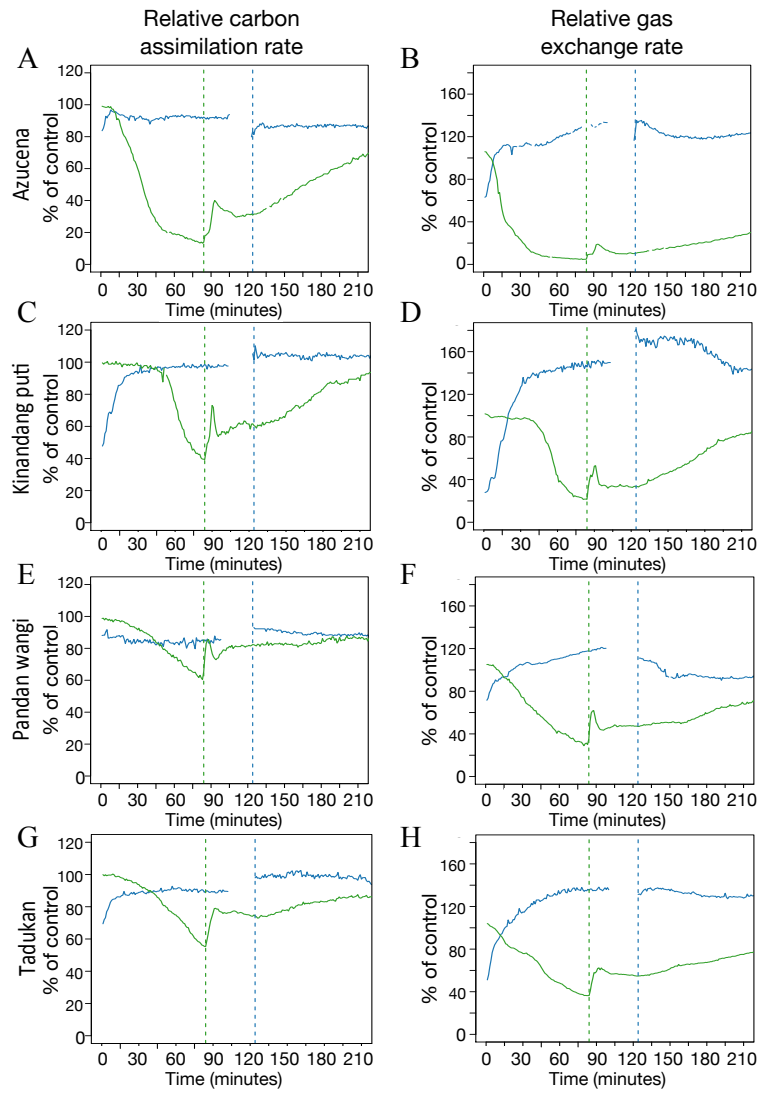 Relative carbon
assimilation rate
Relative gas
exchange rate
A
Azucena
% of control
120
100
80
60
40
20
0
0 30 60 90 120 150 180 210
Time (minutes)
B
% of control
160
120
80
40
0
0 30 60 90 120 150 180 210
Time (minutes)
C
Kinandang puti
% of control
120
100
80
60
40
20
0
0 30 60 90 120 150 180 210
Time (minutes)
D
% of control
160
120
80
40
0
0 30 60 90 120 150 180 210
Time (minutes)
E
Pandan wangi
% of control
120
100
80
60
40
20
0
0 30 60 90 120 150 180 210
Time (minutes)
F
% of control
160
120
80
40
0
0 30 60 90 120 150 180 210
Time (minutes)
G
Tadukan
% of control
120
100
80
60
40
20
0
0 30 60 90 120 150 180 210
Time (minutes)
H
% of control
160
120
80
40
0
0 30 60 90 120 150 180 210
Time (minutes)